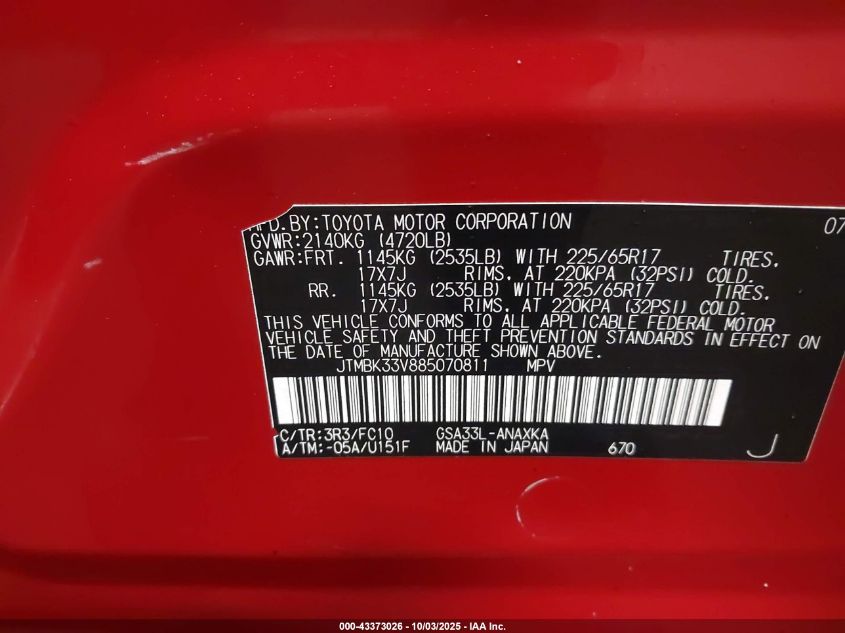 MFD.BY:TOYOTA MOTOR CORPORATION 07
GVWR:2140KG (4720LB)
GAWR:FRT. 1145KG (2535LB) WITH 225/65R17 TIRES,
17X7J RIMS, AT 220KPA (32PSI) COLD.
RR. 1145KG (2535LB) WITH 225/65R17 TIRES,
17X7J RIMS, AT 220KPA (32PSI) COLD.
THIS VEHICLE CONFORMS TO ALL APPLICABLE FEDERAL MOTOR
VEHICLE SAFETY AND THEFT PREVENTION STANDARDS IN EFFECT ON
THE DATE OF MANUFACTURE SHOWN ABOVE.
JTMBK33V885070811 MPV
C/TR:3R3/FC10 GSA33L-ANAXKA
A/TM:-05A/U151F MADE IN JAPAN 670 J
000-43373026 - 10/03/2025 - IAA Inc.